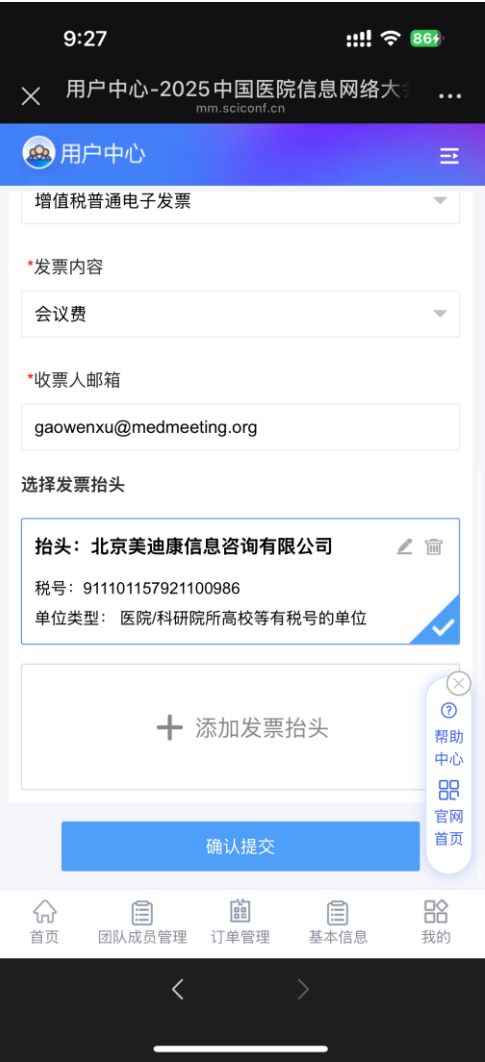 9:27
86
用户中心-2025中国医院信息网络大
mm.sciconf.cn
用户中心
增值税普通电子发票
*发票内容
会议费
*收票人邮箱
gaowenxu@medmeeting.org
选择发票抬头
抬头：北京美迪康信息咨询有限公司
税号：911101157921100986
单位类型： 医院/科研院所高校等有税号的单位
添加发票抬头
帮助
中心
官网
首页
确认提交
首页
团队成员管理
订单管理
基本信息
我的